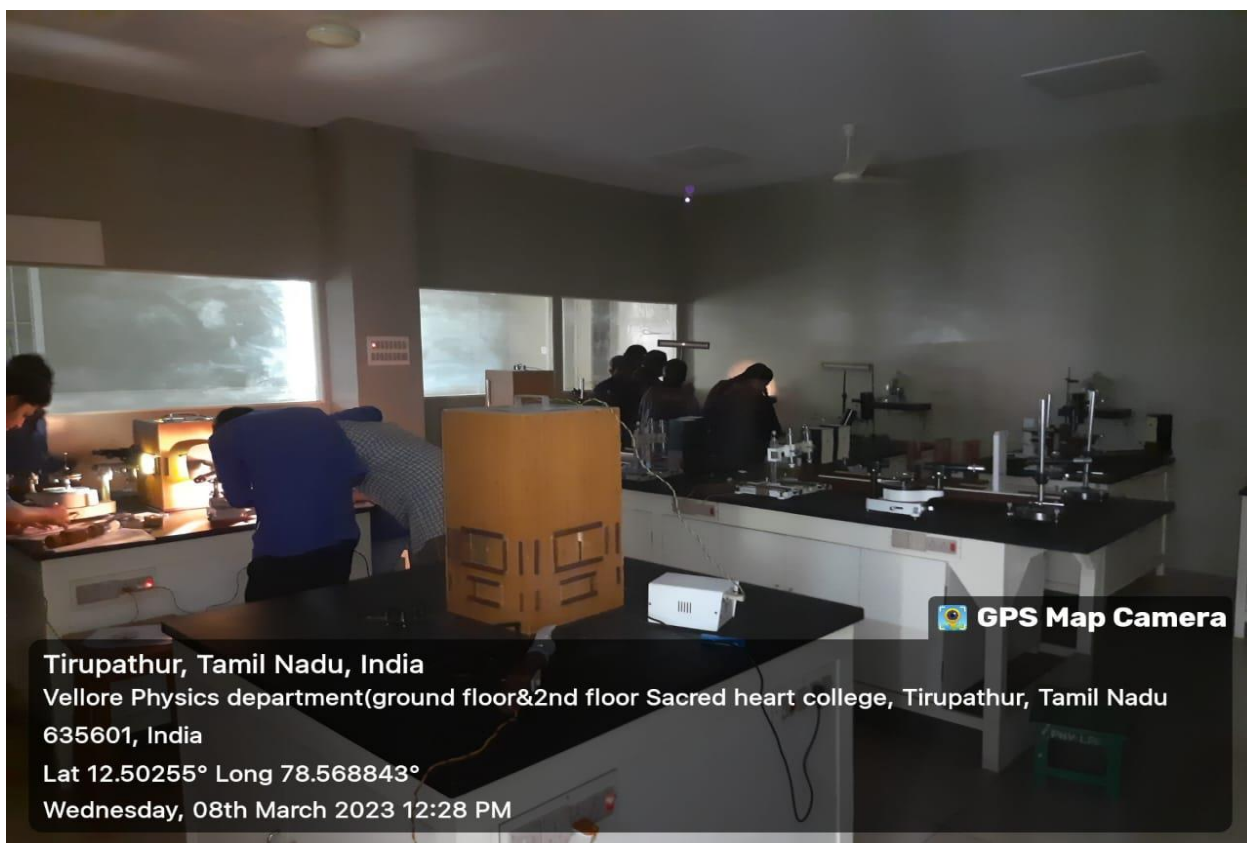 GPS Map Camera
Tirupathur, Tamil Nadu, India
Vellore Physics department(ground floor&2nd floor Sacred heart college, Tirupathur, Tamil Nadu
635601, India
Lat 12.50255° Long 78.568843°
Wednesday, 08th March 2023 12:28 PM